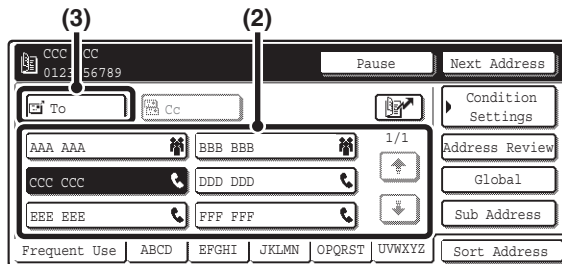 (3) (2)
CCC CCC
0123456789
Pause
Next Address
To
Cc
Condition
Settings
AAA AAA
BBB BBB
1/1
Address Review
CCC CCC
DDD DDD
Global
EEE EEE
FFF FFF
Sub Address
Frequent Use ABCD EFGHI JKLMN OPQRST UVWXYZ
Sort Address